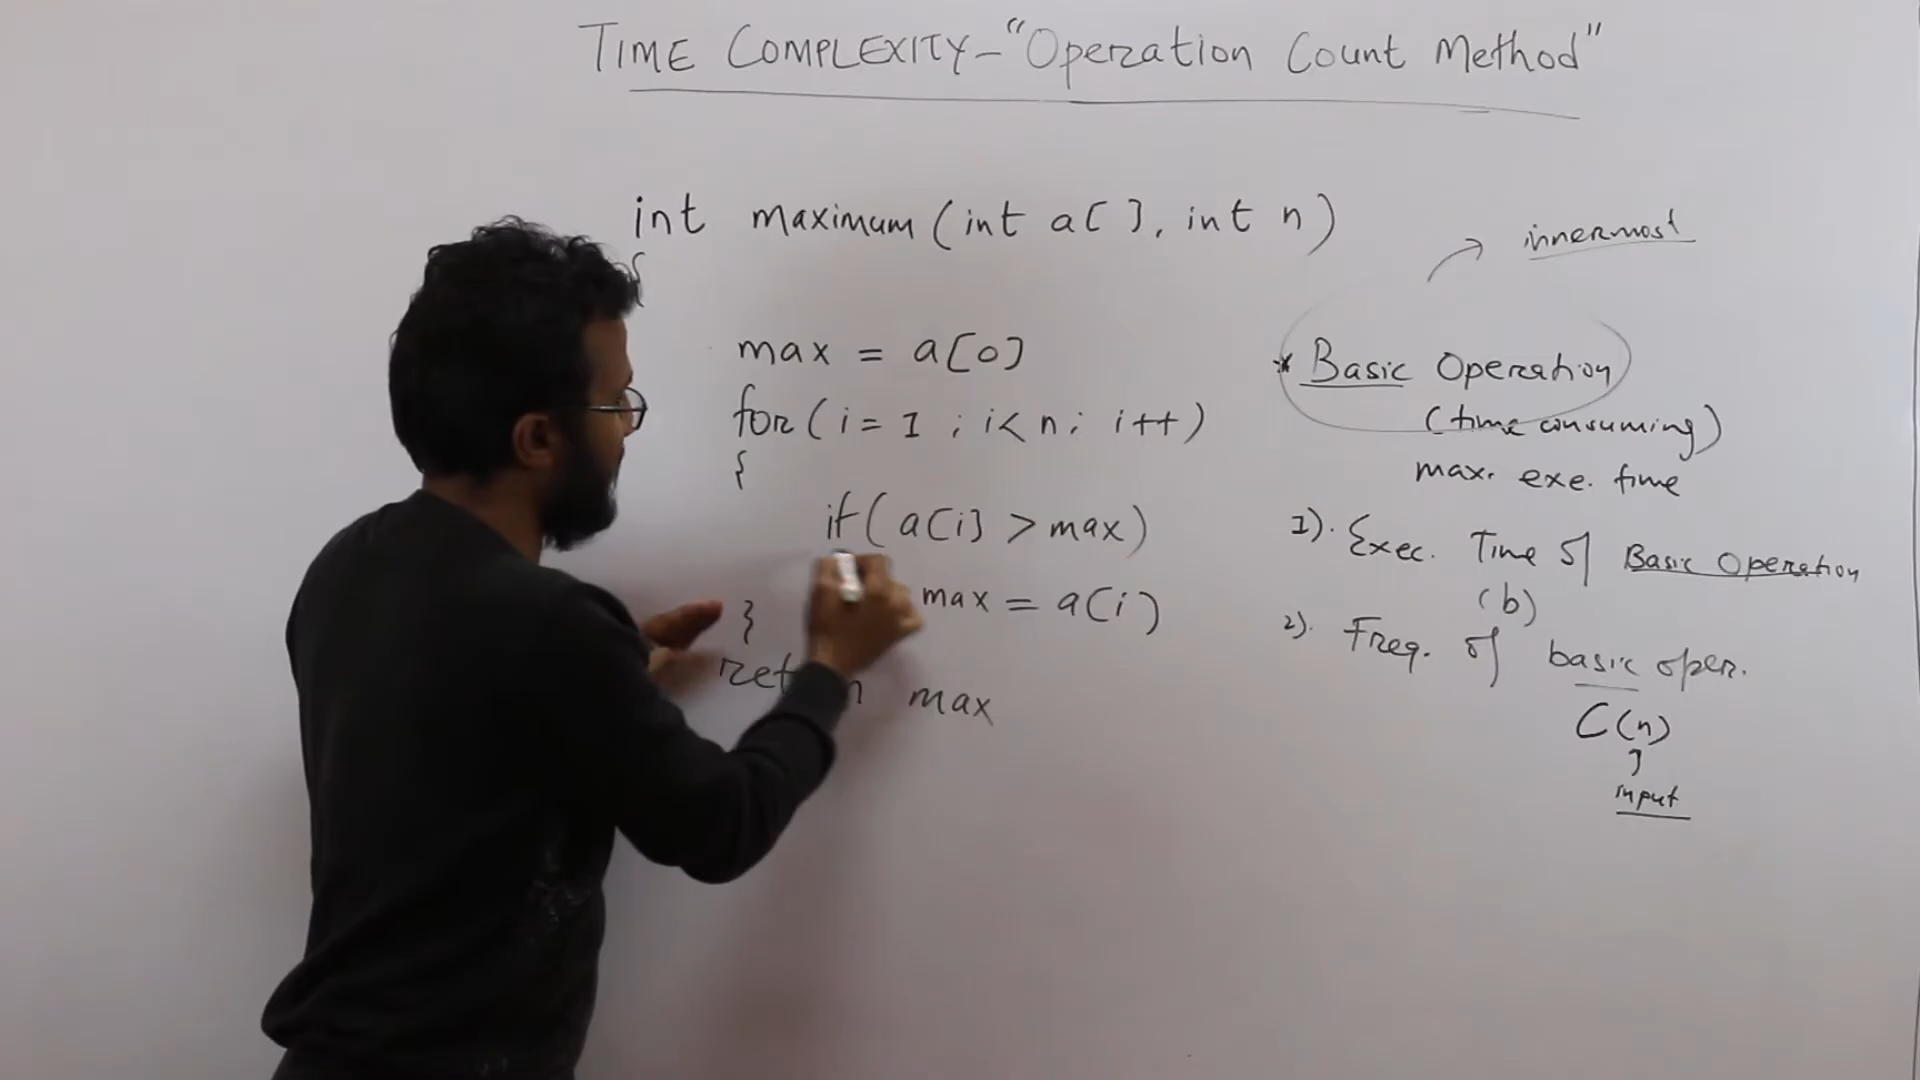 TIME COMPLEXITY - "Operation Count Method"
int maximum (int a[], int n)
{
max = a[0]
for (i = 1 ; i < n ; i++)
{
if (a[i] > max)
max = a[i]
}
return max
innermost
* Basic Operation
(time consuming)
max. exe. time
1). Exec. Time of Basic Operation
(b)
2). Freq. of basic oper.
C(n)
input